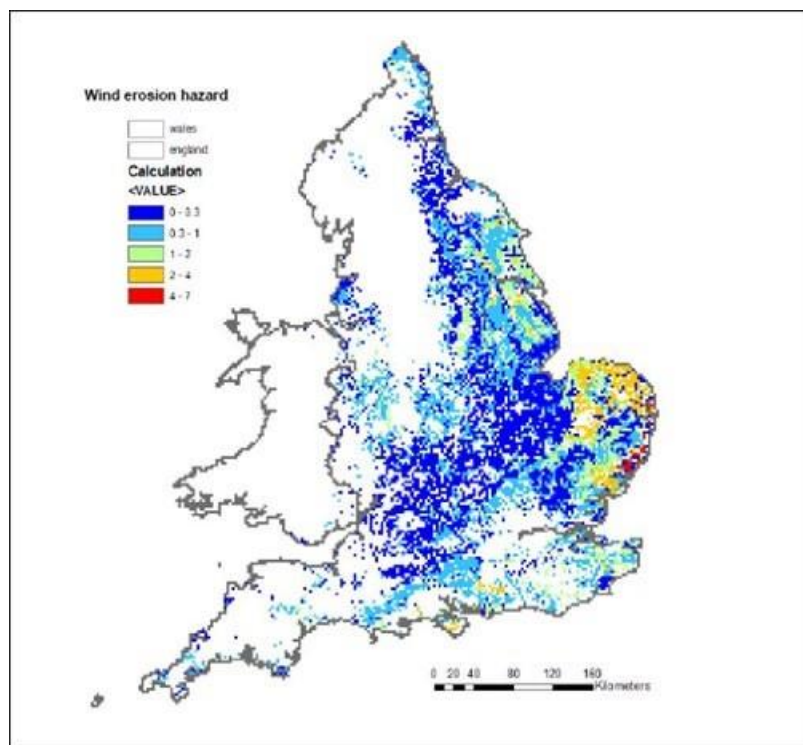 Wind erosion hazard
wales
england
Calculation
<VALUE>
0 - 0.3
0.3 - 1
1 - 2
2 - 4
4 - 7
0 20 40 80 120 160
Kilometers